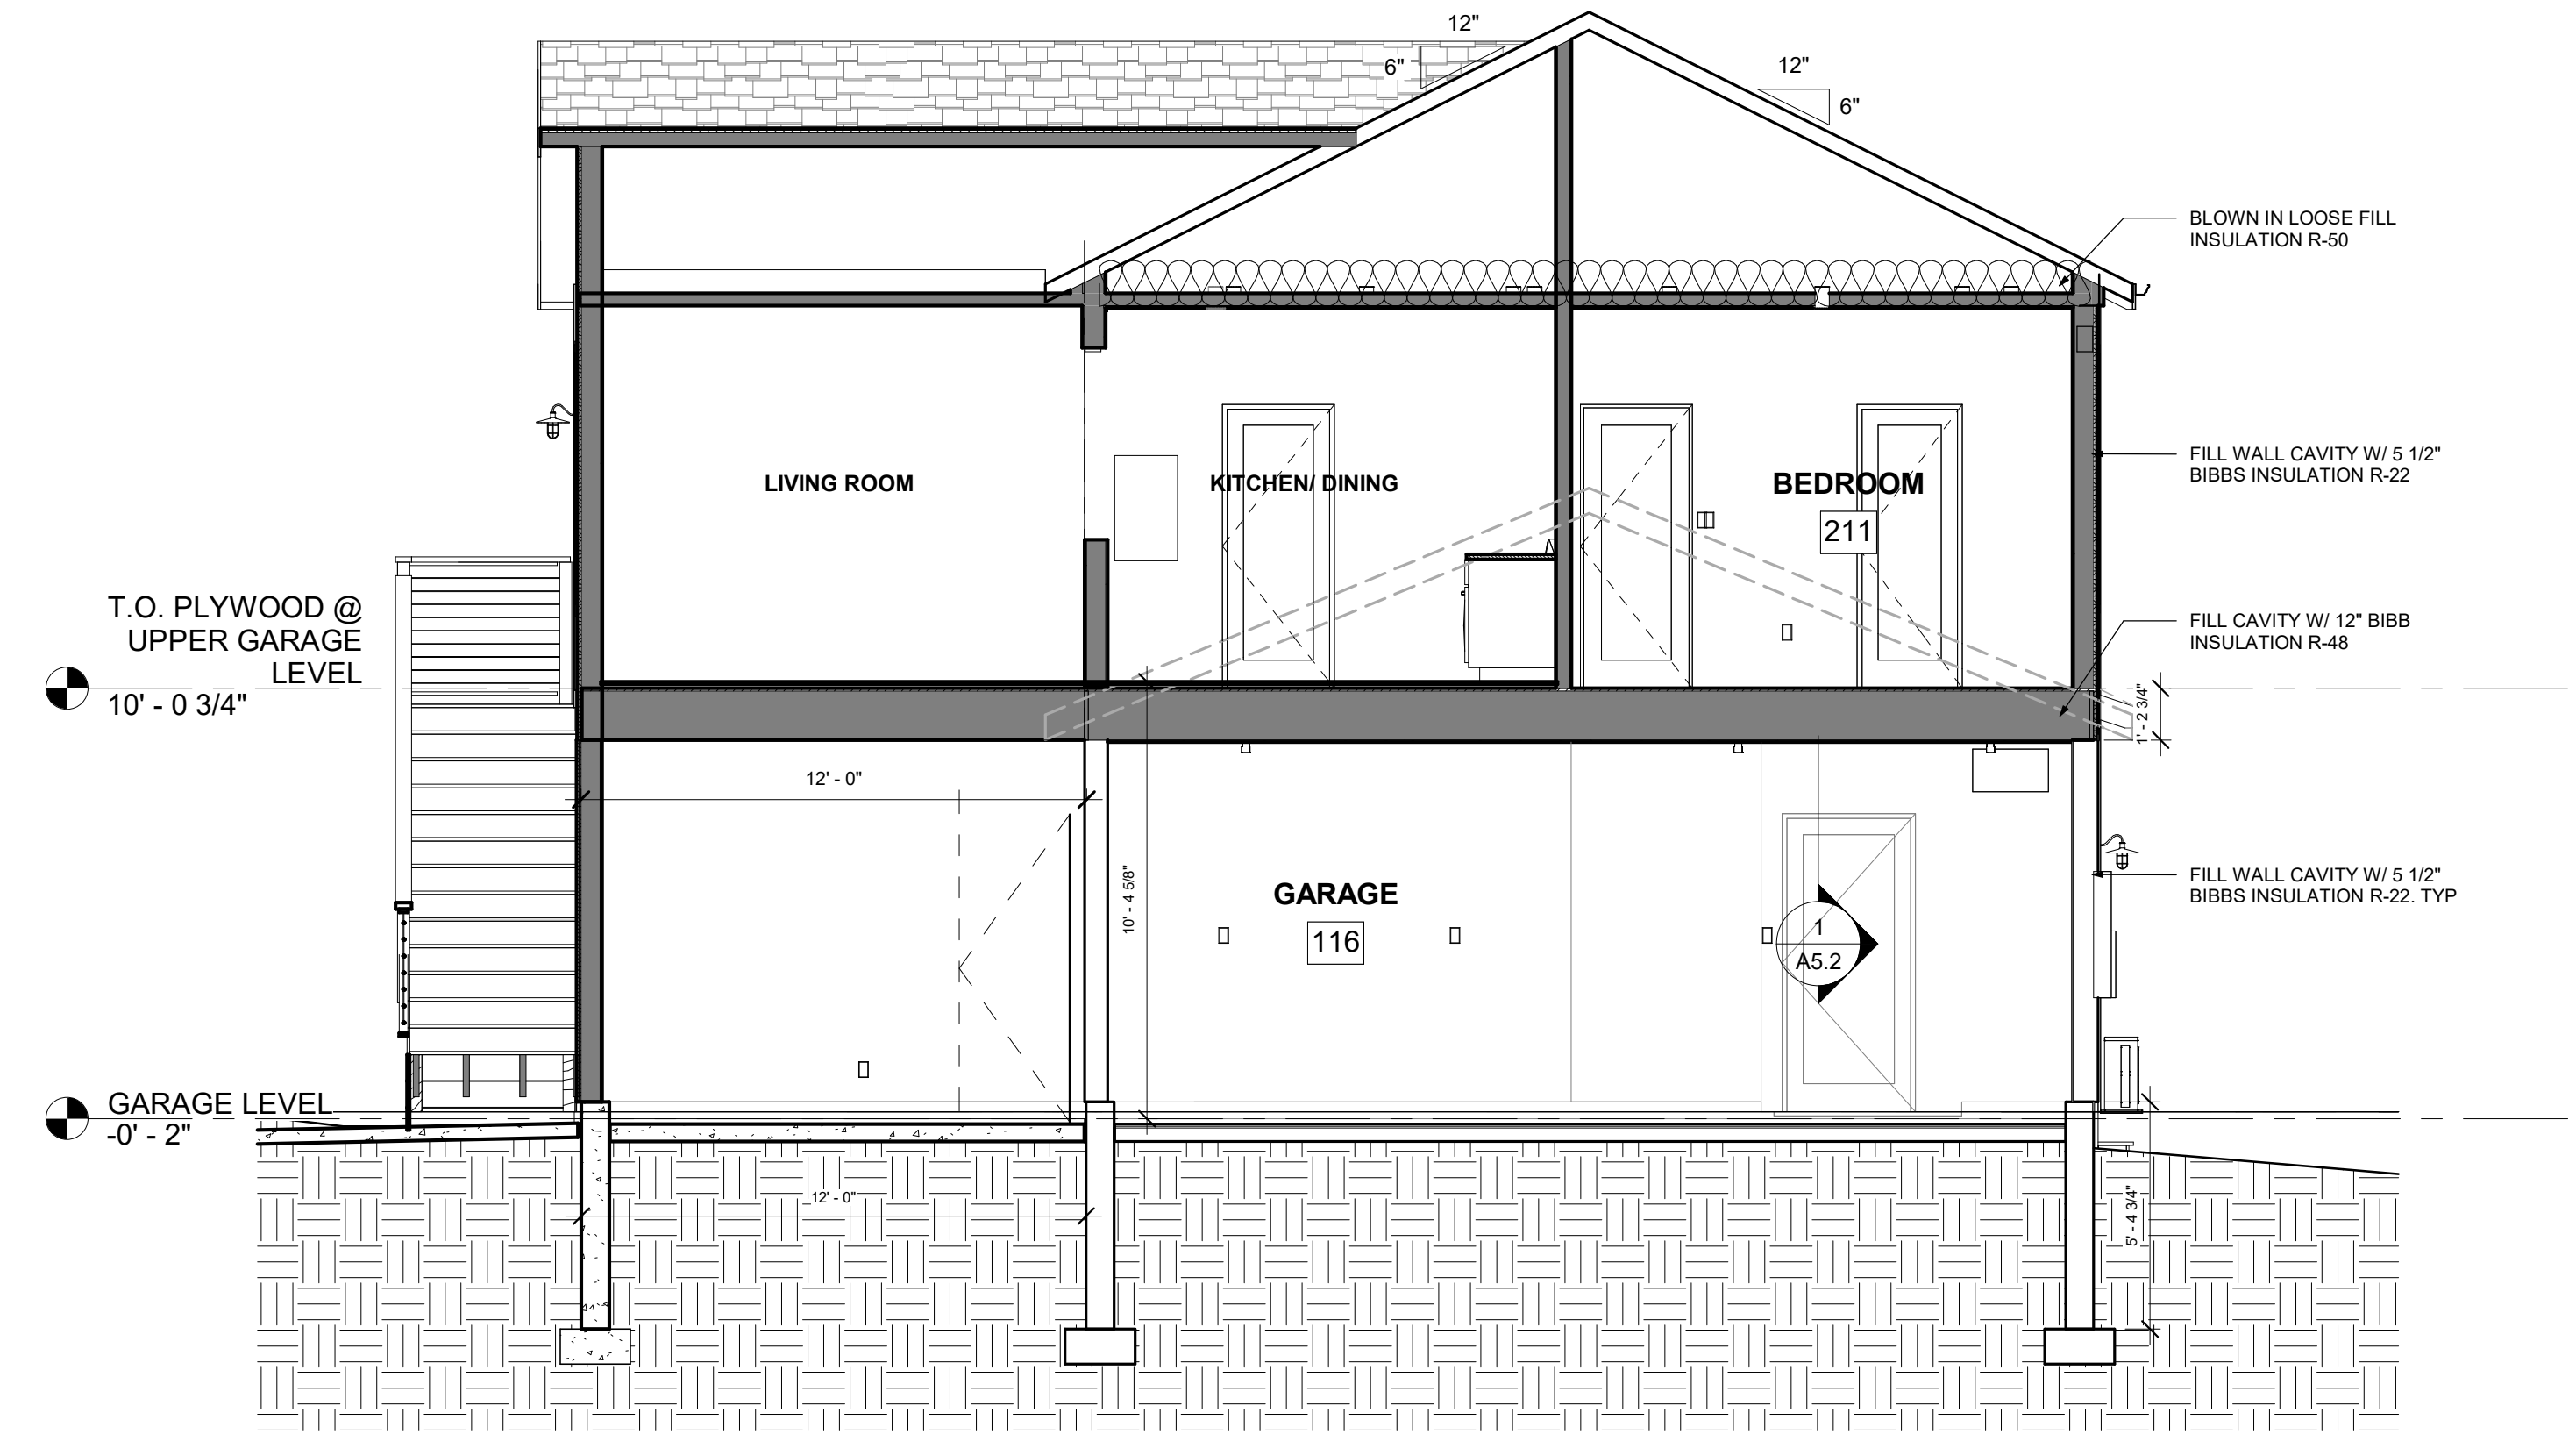 12"
6"
12"
6"
BLOWN IN LOOSE FILL
INSULATION R-50
FILL WALL CAVITY W/ 5 1/2"
BIBBS INSULATION R-22
LIVING ROOM
KITCHEN/ DINING
BEDROOM
211
T.O. PLYWOOD @
UPPER GARAGE
LEVEL
10' - 0 3/4"
FILL CAVITY W/ 12" BIBB
INSULATION R-48
1' - 2 3/4"
12' - 0"
10' - 4 5/8"
GARAGE
116
1
A5.2
FILL WALL CAVITY W/ 5 1/2"
BIBBS INSULATION R-22. TYP
GARAGE LEVEL
-0' - 2"
12' - 0"
5' - 4 3/4"